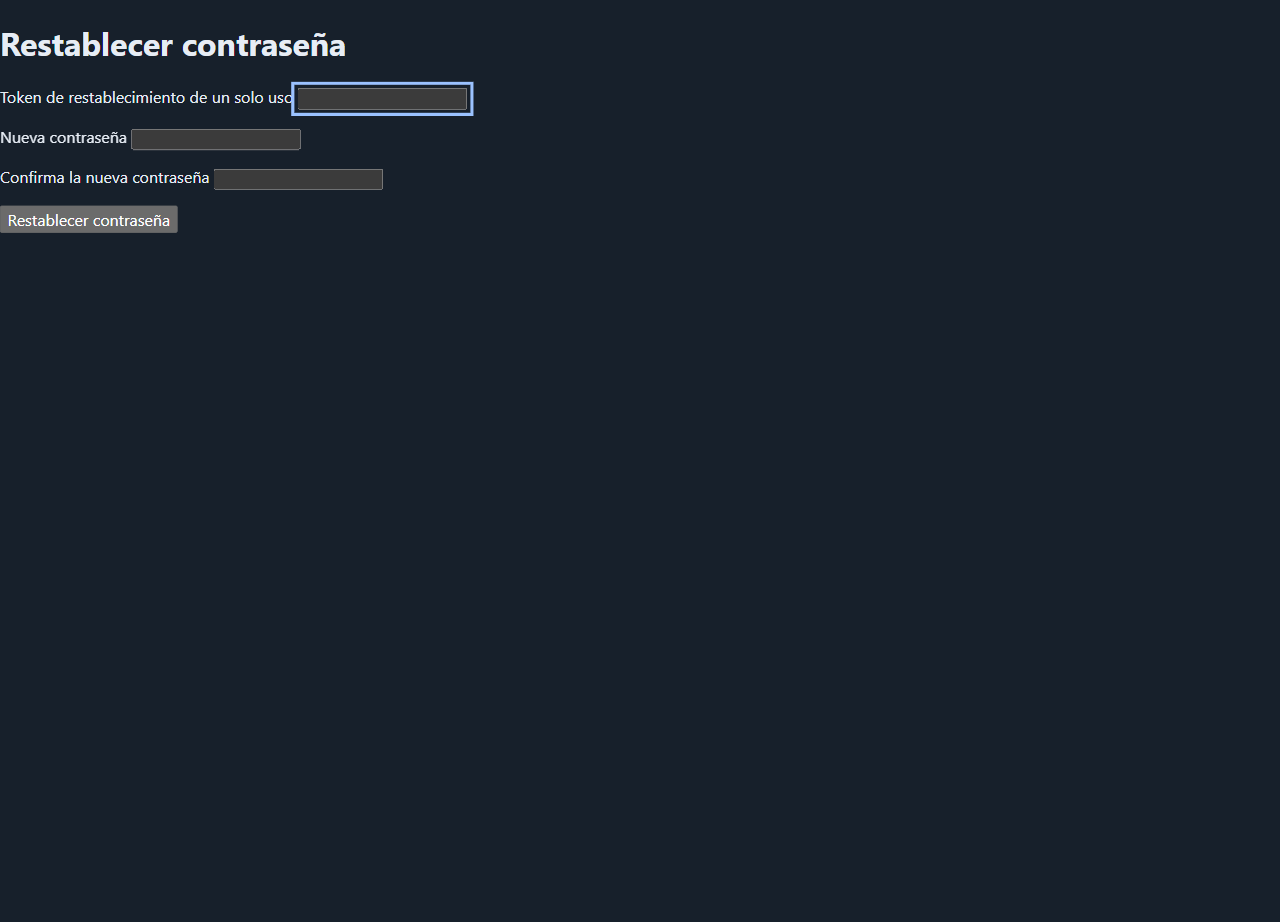 Restablecer contraseña
Token de restablecimiento de un solo uso
Nueva contraseña
Confirma la nueva contraseña
Restablecer contraseña